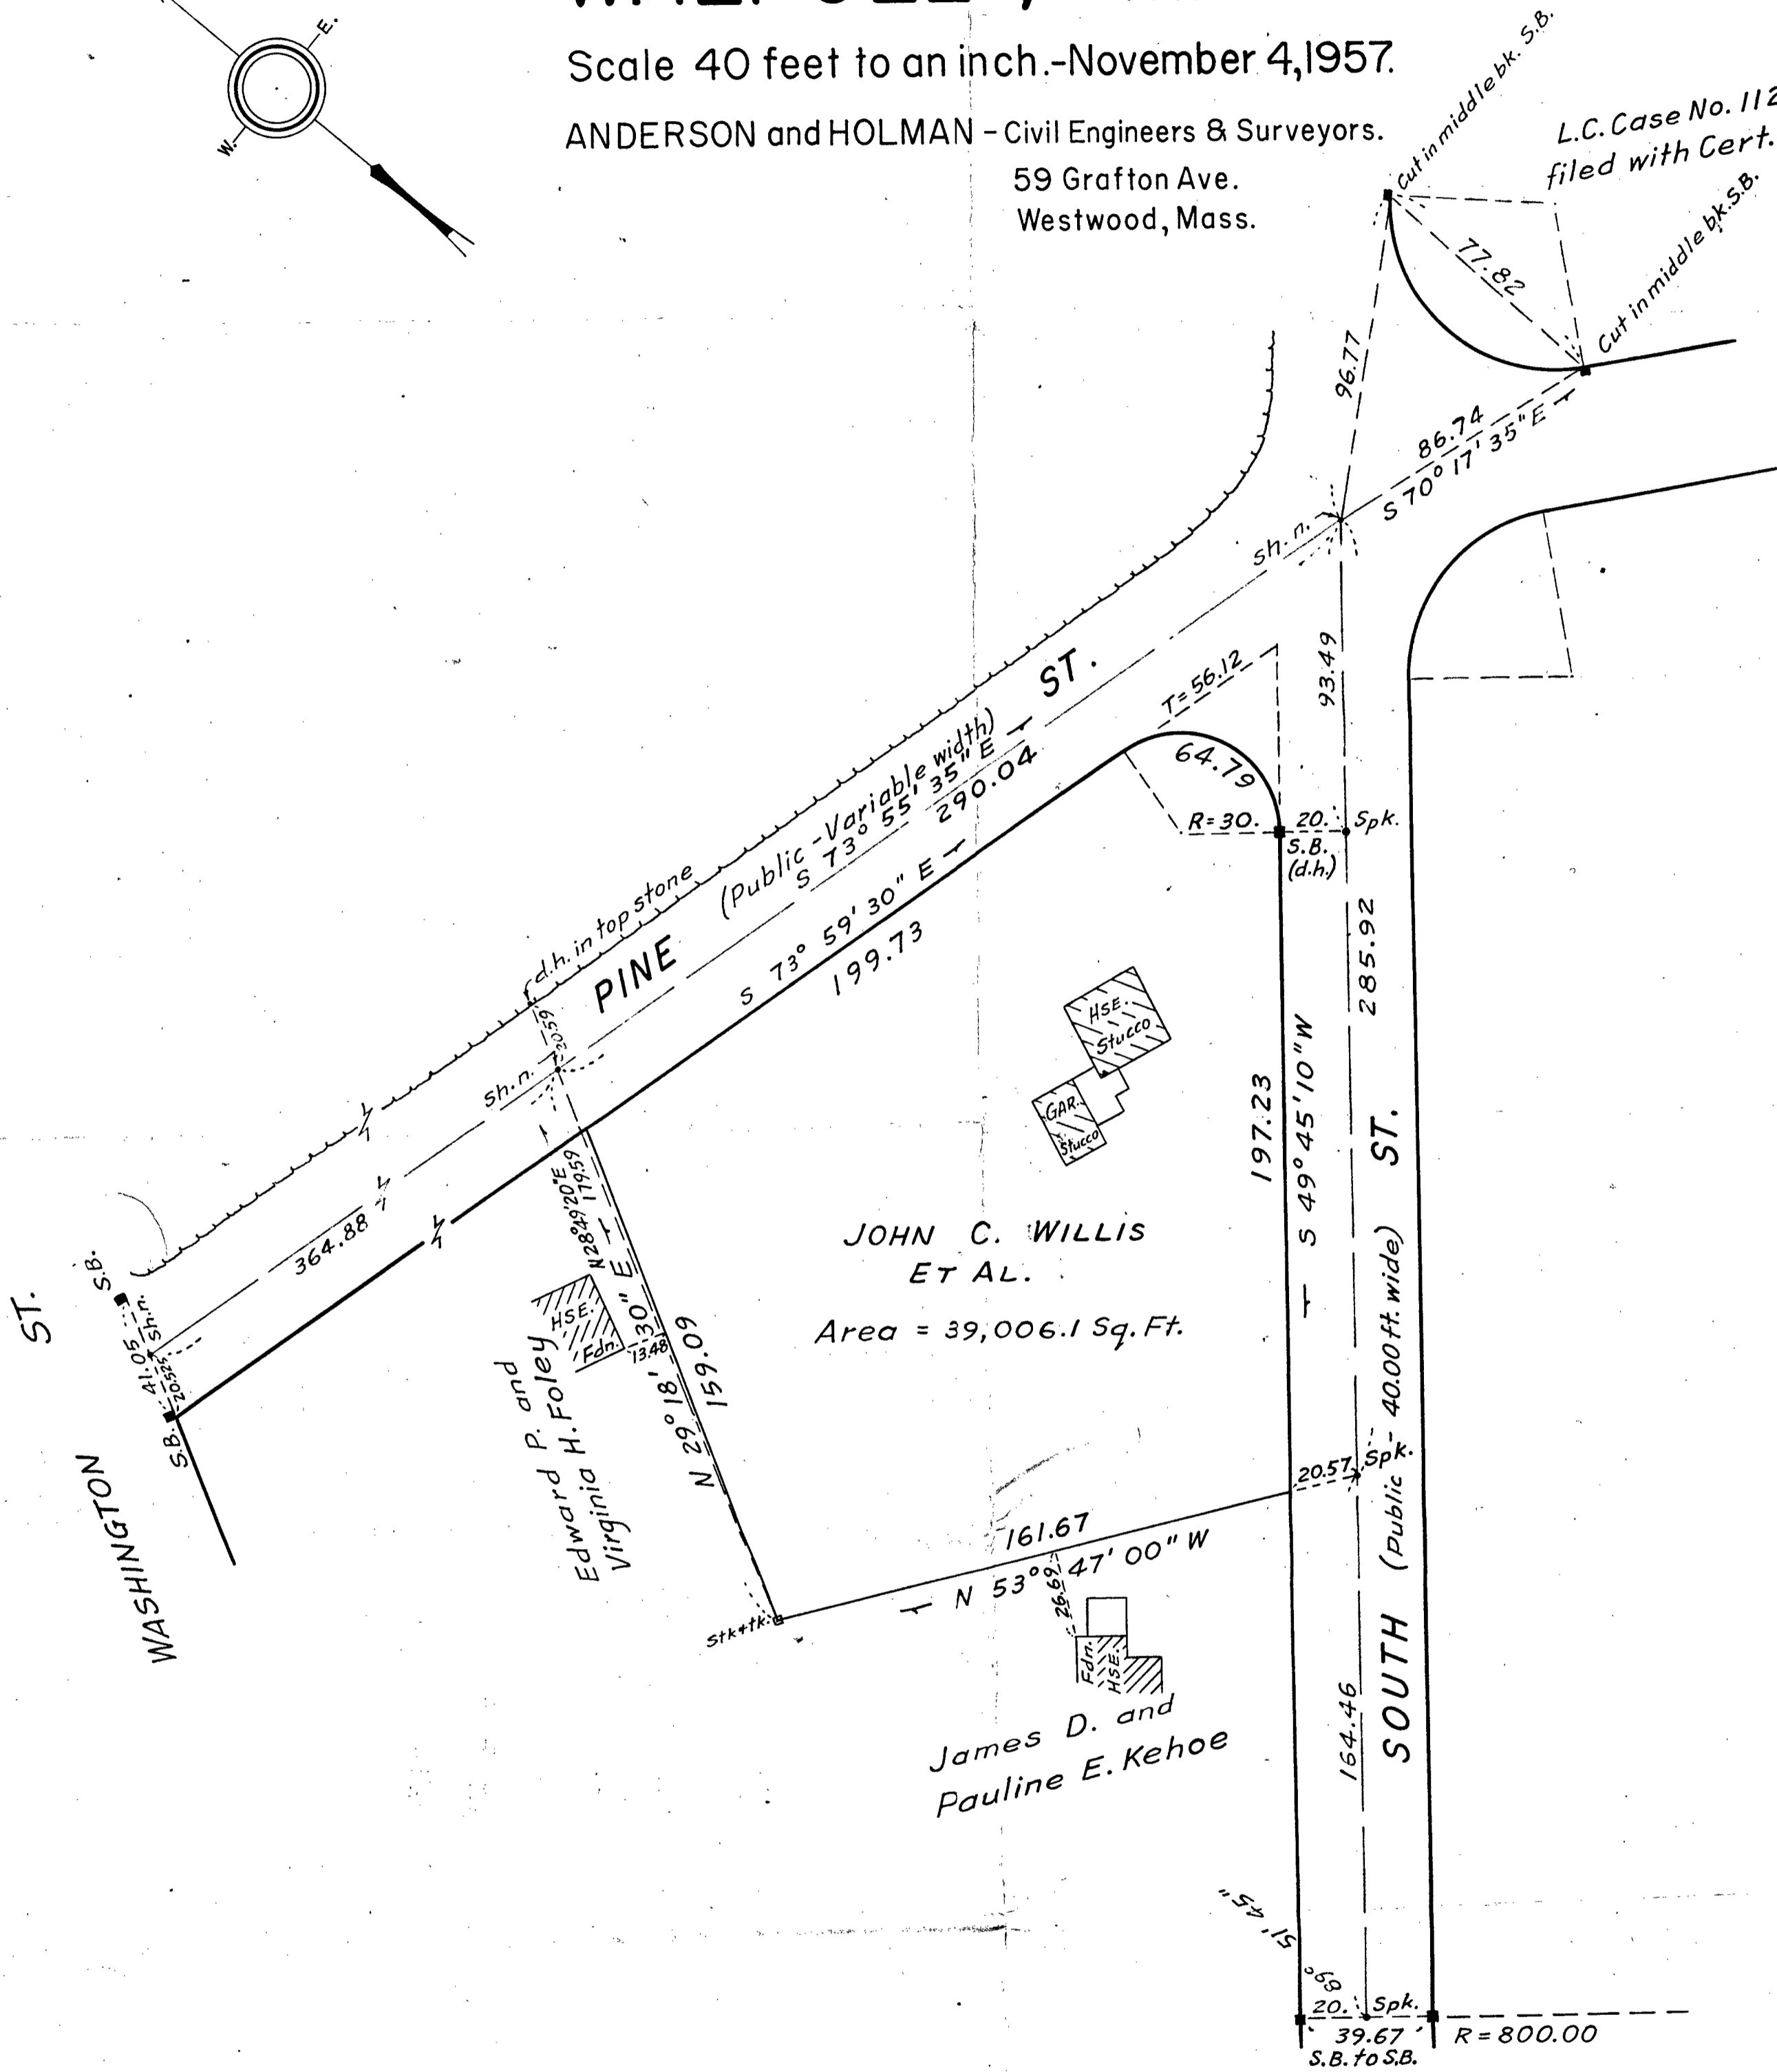 Scale 40 feet to an inch.-November 4,1957.
ANDERSON and HOLMAN - Civil Engineers & Surveyors.
59 Grafton Ave.
Westwood, Mass.
E.
W.
Cut in middle bk. S.B.
L.C. Case No. 112
filed with Cert.
77.82
Cut in middle bk. S.B.
96.77
86.74
S 70° 17' 35" E
Sh. n.
93.49
T=56.12
64.79
R=30.
20.
Spk.
S.B.
(d.h.)
PINE ST.
(Public - Variable width)
S 73° 55' 35" E
290.04
S 73° 59' 30" E
199.73
d.h. in top stone
20.59
Sh. n.
HSE.
Stucco
GAR.
Stucco
285.92
197.23
S 49° 45' 10" W
N 28° 49' 20" E
179.59
364.88
S.B.
Sh. n.
41.05
20.525
S.B.
WASHINGTON ST.
HSE.
Fdn.
13.48
N 29° 18' 30" E
159.09
Edward P. and
Virginia H. Foley
JOHN C. WILLIS
ET AL.
Area = 39,006.1 Sq. Ft.
20.57
Spk.
161.67
N 53° 47' 00" W
Stk+tk.
26.69
Fdn.
HSE.
James D. and
Pauline E. Kehoe
SOUTH ST.
(Public - 40.00 ft. wide)
164.46
89° 51' 45"
20.
Spk.
39.67
S.B. to S.B.
R = 800.00